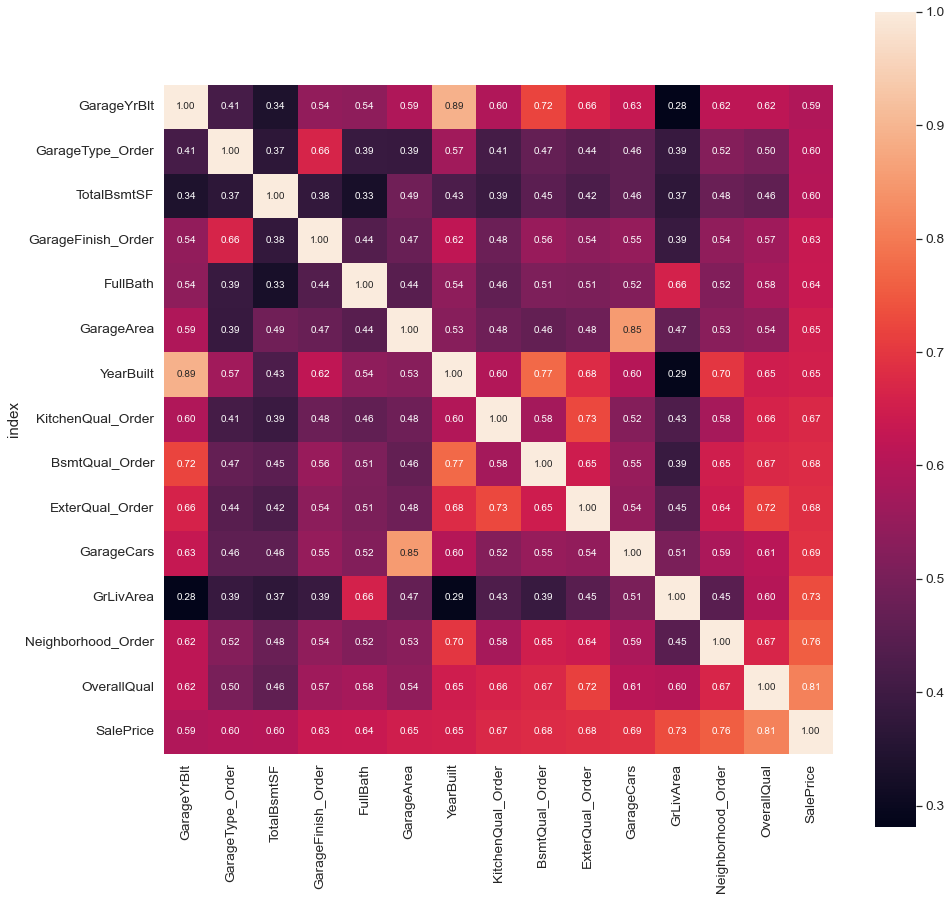 1.0
GarageYrBlt 1.00 0.41 0.34 0.54 0.54 0.59 0.89 0.60 0.72 0.66 0.63 0.28 0.62 0.62 0.59
0.9
GarageType_Order 0.41 1.00 0.37 0.66 0.39 0.39 0.57 0.41 0.47 0.44 0.46 0.39 0.52 0.50 0.60
TotalBsmtSF 0.34 0.37 1.00 0.38 0.33 0.49 0.43 0.39 0.45 0.42 0.46 0.37 0.48 0.46 0.60
0.8
GarageFinish_Order 0.54 0.66 0.38 1.00 0.44 0.47 0.62 0.48 0.56 0.54 0.55 0.39 0.54 0.57 0.63
FullBath 0.54 0.39 0.33 0.44 1.00 0.44 0.54 0.46 0.51 0.51 0.52 0.66 0.52 0.58 0.64
GarageArea 0.59 0.39 0.49 0.47 0.44 1.00 0.53 0.48 0.46 0.48 0.85 0.47 0.53 0.54 0.65
0.7
YearBuilt 0.89 0.57 0.43 0.62 0.54 0.53 1.00 0.60 0.77 0.68 0.60 0.29 0.70 0.65 0.65
index
KitchenQual_Order 0.60 0.41 0.39 0.48 0.46 0.48 0.60 1.00 0.58 0.73 0.52 0.43 0.58 0.66 0.67
0.6
BsmtQual_Order 0.72 0.47 0.45 0.56 0.51 0.46 0.77 0.58 1.00 0.65 0.55 0.39 0.65 0.67 0.68
ExterQual_Order 0.66 0.44 0.42 0.54 0.51 0.48 0.68 0.73 0.65 1.00 0.54 0.45 0.64 0.72 0.68
GarageCars 0.63 0.46 0.46 0.55 0.52 0.85 0.60 0.52 0.55 0.54 1.00 0.51 0.59 0.61 0.69
0.5
GrLivArea 0.28 0.39 0.37 0.39 0.66 0.47 0.29 0.43 0.39 0.45 0.51 1.00 0.45 0.60 0.73
Neighborhood_Order 0.62 0.52 0.48 0.54 0.52 0.53 0.70 0.58 0.65 0.64 0.59 0.45 1.00 0.67 0.76
OverallQual 0.62 0.50 0.46 0.57 0.58 0.54 0.65 0.66 0.67 0.72 0.61 0.60 0.67 1.00 0.81
0.4
SalePrice 0.59 0.60 0.60 0.63 0.64 0.65 0.65 0.67 0.68 0.68 0.69 0.73 0.76 0.81 1.00
0.3
GarageYrBlt
GarageType_Order
TotalBsmtSF
GarageFinish_Order
FullBath
GarageArea
YearBuilt
KitchenQual_Order
BsmtQual_Order
ExterQual_Order
GarageCars
GrLivArea
Neighborhood_Order
OverallQual
SalePrice